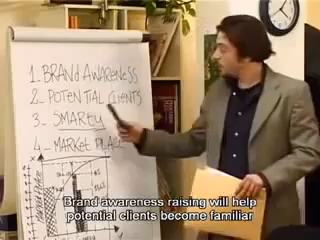 1- BRAND AWARENESS
2- POTENTIAL CLIENTS
3- SMARTY
4- MARKET PLACE
Brand awareness raising will help
potential clients become familiar